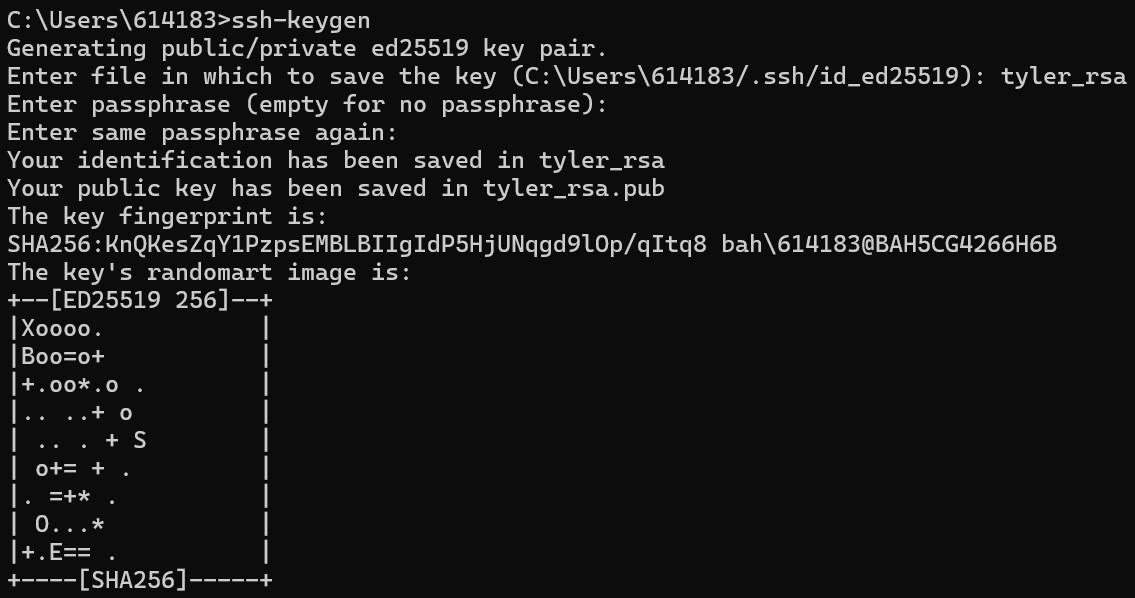 C:\Users\614183>ssh-keygen
Generating public/private ed25519 key pair.
Enter file in which to save the key (C:\Users\614183/.ssh/id_ed25519): tyler_rsa
Enter passphrase (empty for no passphrase):
Enter same passphrase again:
Your identification has been saved in tyler_rsa
Your public key has been saved in tyler_rsa.pub
The key fingerprint is:
SHA256:KnQKesZqY1PzpsEMBLBIIgIdP5HjUNqgd9lOp/qItq8 bah\614183@BAH5CG4266H6B
The key's randomart image is:
+--[ED25519 256]--+
|Xoooo.           |
|Boo=o+           |
|+.oo*.o .        |
|.. ..+ o         |
| .. . + S        |
| o+= + .         |
|. =+* .          |
| O...*           |
|+.E== .          |
+----[SHA256]-----+